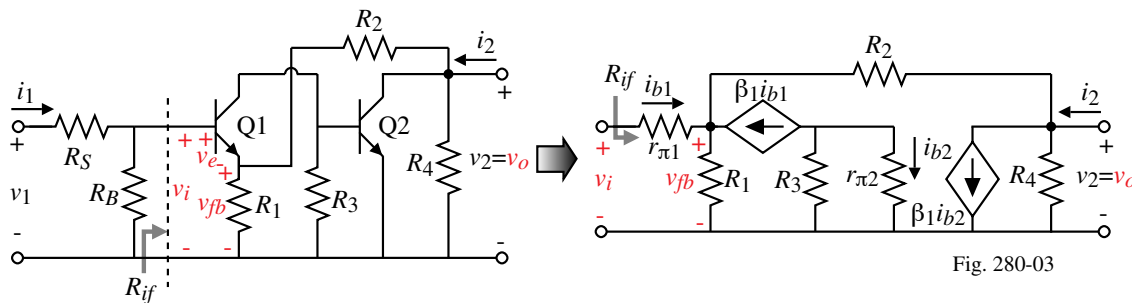 R2
i2
i1
+
RS
RB
v1
-
Rif
+
vi
-
+
ve
-
+
vfb
-
Q1
R1
R3
Q2
R4
+
v2=vo
-
Rif
ib1
+
vi
-
rπ1
+
vfb
-
R1
β1ib1
R2
R3
rπ2
ib2
β1ib2
i2
R4
+
v2=vo
-
Fig. 280-03